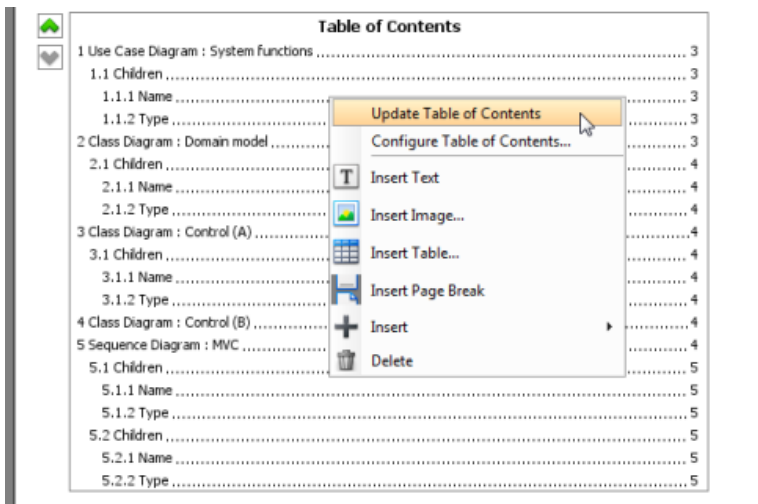 Table of Contents
1 Use Case Diagram : System functions ........ 3
1.1 Children ........ 3
1.1.1 Name ........ 3
1.1.2 Type ........ 3
2 Class Diagram : Domain model ........ 3
2.1 Children ........ 4
2.1.1 Name ........ 4
2.1.2 Type ........ 4
3 Class Diagram : Control (A) ........ 4
3.1 Children ........ 4
3.1.1 Name ........ 4
3.1.2 Type ........ 4
4 Class Diagram : Control (B) ........ 4
5 Sequence Diagram : MVC ........ 4
5.1 Children ........ 5
5.1.1 Name ........ 5
5.1.2 Type ........ 5
5.2 Children ........ 5
5.2.1 Name ........ 5
5.2.2 Type ........ 5
Update Table of Contents
Configure Table of Contents...
T Insert Text
Insert Image...
Insert Table...
Insert Page Break
Insert
Delete